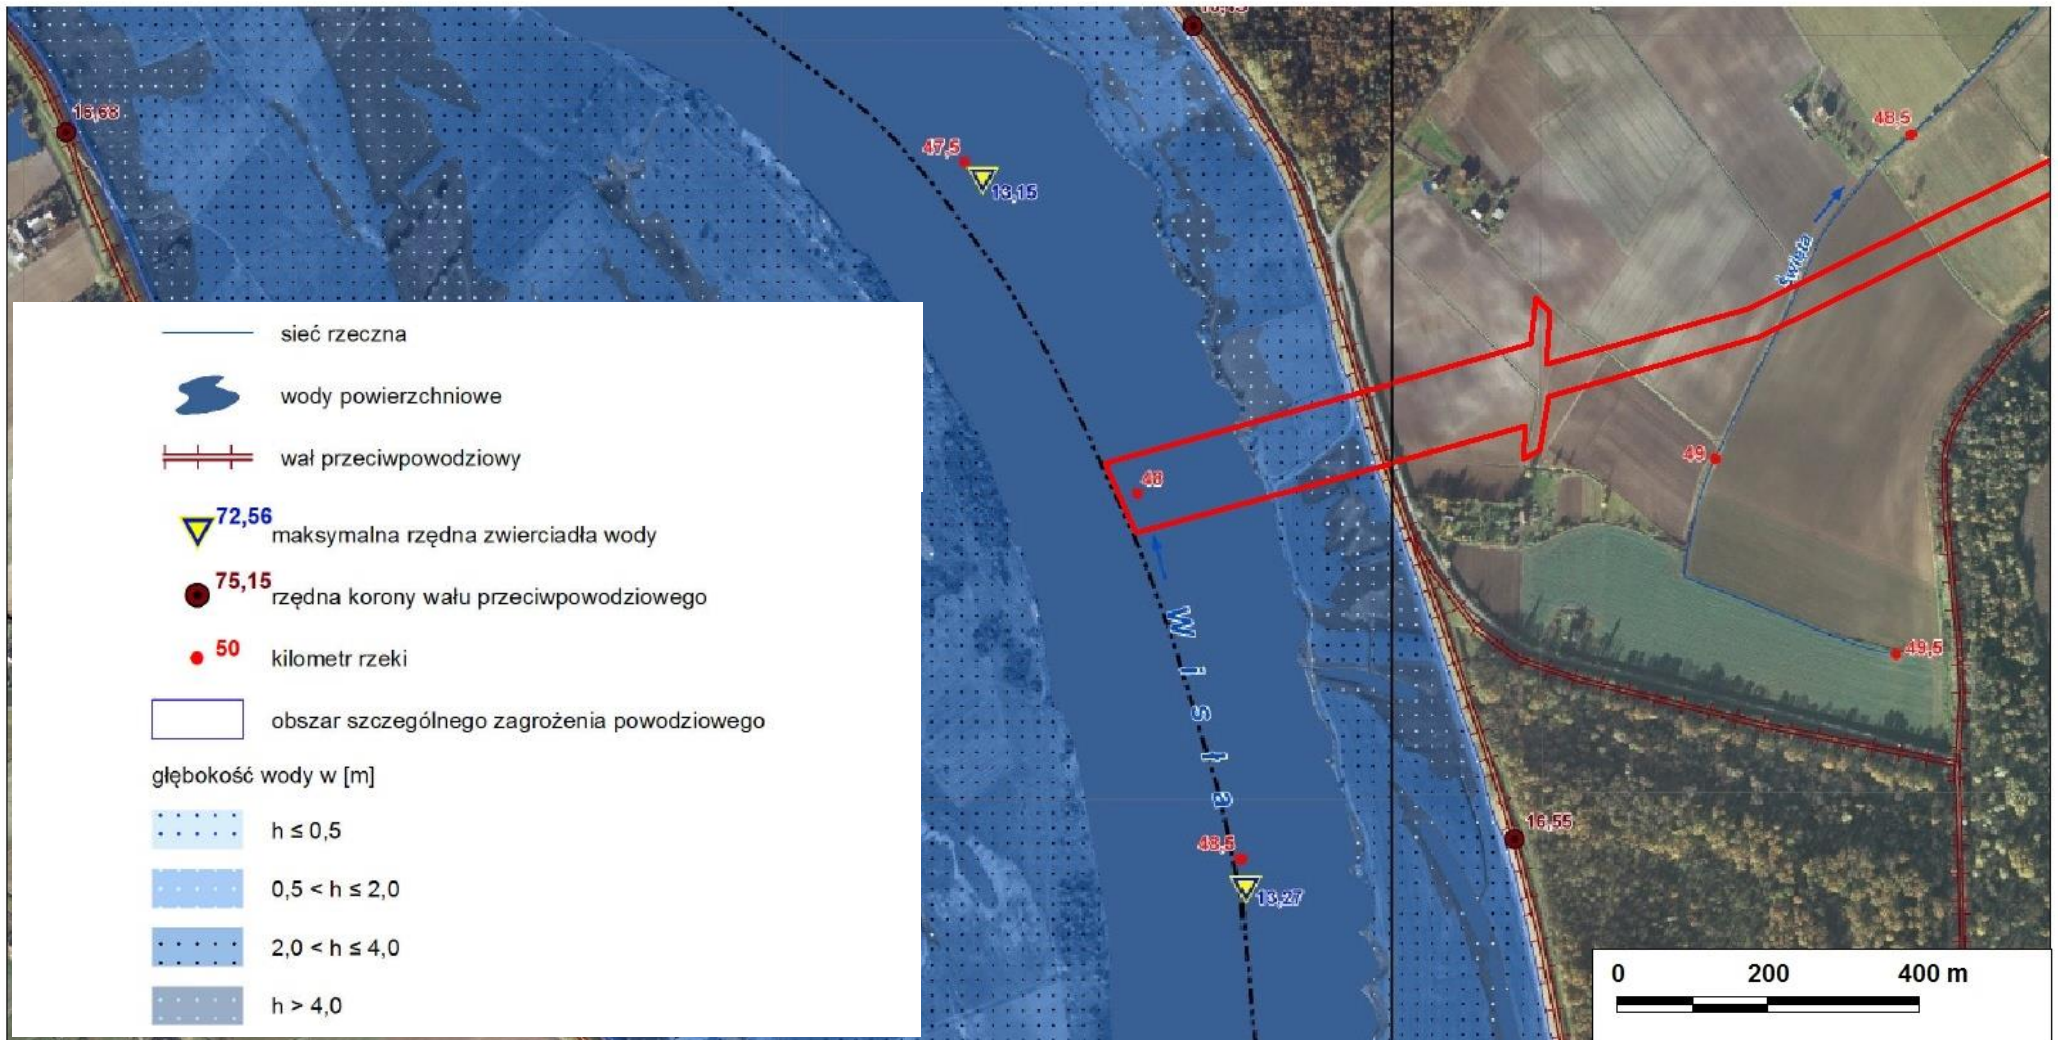 15,68
47,5
13,15
48,5
Święta
48
49
49,5
Wisła
48,5
13,27
16,55
sieć rzeczna
wody powierzchniowe
wał przeciwpowodziowy
72,56
maksymalna rzędna zwierciadła wody
75,15
rzędna korony wału przeciwpowodziowego
50
kilometr rzeki
obszar szczególnego zagrożenia powodziowego
głębokość wody w [m]
h ≤ 0,5
0,5 < h ≤ 2,0
2,0 < h ≤ 4,0
h > 4,0
0 200 400 m